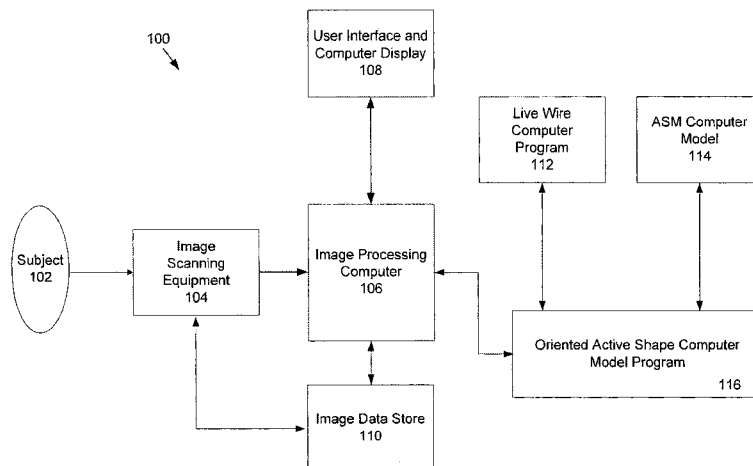 100
User Interface and
Computer Display
108
Live Wire
Computer
Program
112
ASM Computer
Model
114
Subject
102
Image
Scanning
Equipment
104
Image Processing
Computer
106
Oriented Active Shape Computer
Model Program
116
Image Data Store
110